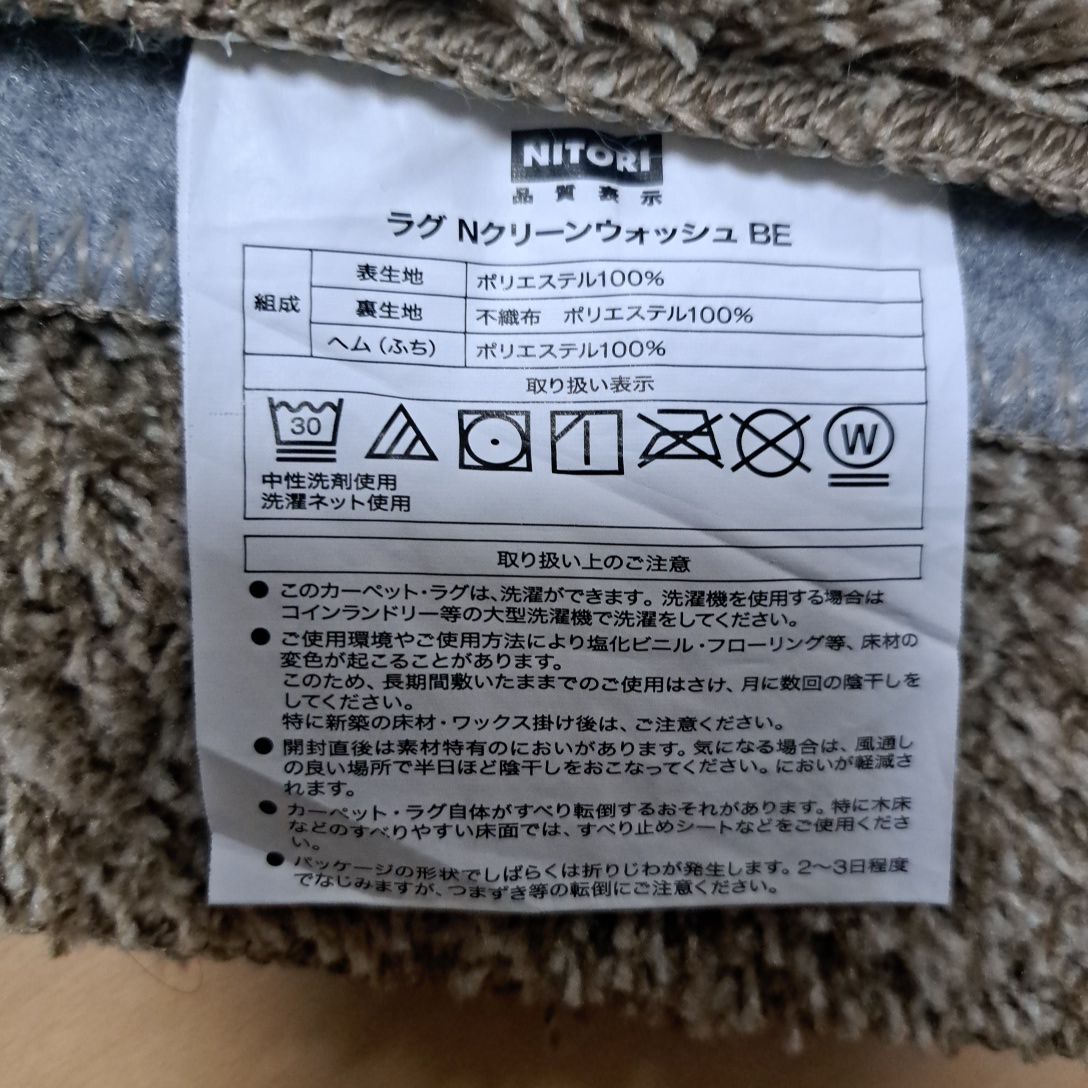 NITORI
品質表示
ラグ Nクリーンウォッシュ BE
組成
表生地 ポリエステル100%
裏生地 不織布 ポリエステル100%
ヘム(ふち) ポリエステル100%
取り扱い表示
30
W
中性洗剤使用
洗濯ネット使用
取り扱い上のご注意
●このカーペット・ラグは、洗濯ができます。洗濯機を使用する場合は
コインランドリー等の大型洗濯機で洗濯をしてください。
●ご使用環境やご使用方法により塩化ビニル・フローリング等、床材の
変色が起こることがあります。
このため、長期間敷いたままでのご使用はさけ、月に数回の陰干しを
してください。
特に新築の床材・ワックス掛け後は、ご注意ください。
●開封直後は素材特有のにおいがあります。気になる場合は、風通し
の良い場所で半日ほど陰干しをおこなってください。においが軽減さ
れます。
●カーペット・ラグ自体がすべり転倒するおそれがあります。特に木床
などのすべりやすい床面では、すべり止めシートなどをご使用くださ
い。
●パッケージの形状でしばらくは折りじわが発生します。2〜3日程度
でなじみますが、つまずき等の転倒にご注意ください。